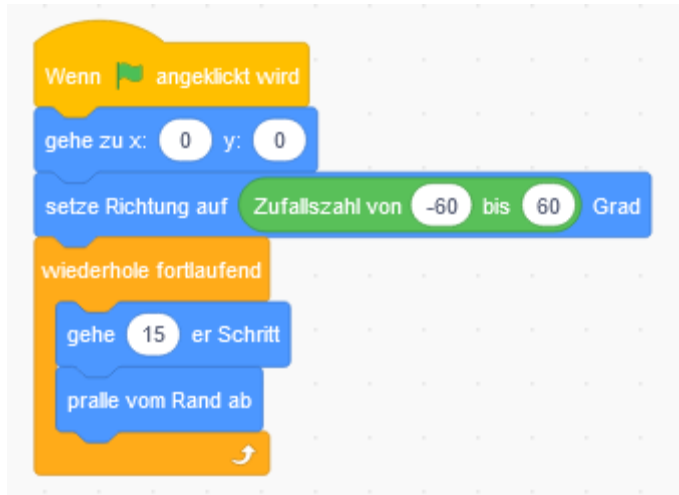 Wenn angeklickt wird
gehe zu x: 0 y: 0
setze Richtung auf Zufallszahl von -60 bis 60 Grad
wiederhole fortlaufend
gehe 15 er Schritt
pralle vom Rand ab